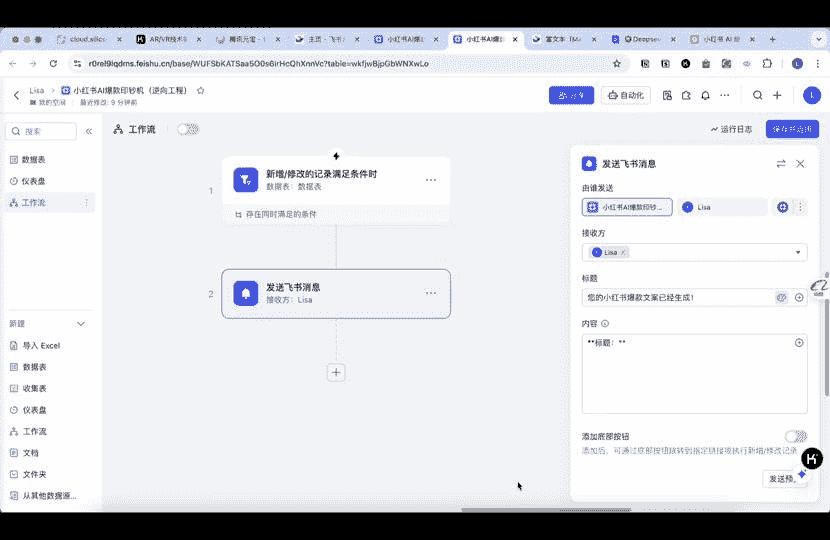 cloud.silico
AR/VR技术
腾讯元宝 -
主页 - 飞书
小红书AI爆
小红书AI爆
富文本（M
Deepse
小红书 AI
r0rel9lqdms.feishu.cn/base/WUFSbKATSaa5O0s6irHcQhXnnVc?table=wkfjwBjpGbWNXwLo
Lisa
小红书AI爆款印钞机（逆向工程）
我的空间
最近修改: 9 分钟前
分享
自动化
L
搜索
数据表
仪表盘
工作流
新建
导入 Excel
数据表
收集表
仪表盘
工作流
文档
文件夹
从其他数据源...
工作流
运行日志
保存并启用
1
新增/修改的记录满足条件时
数据表：数据表
存在同时满足的条件
2
发送飞书消息
接收方：Lisa
发送飞书消息
由谁发送
小红书AI爆款印钞...
Lisa
接收方
Lisa
标题
您的小红书爆款文案已经生成!
内容
**标题：**
添加底部按钮
添加后，可通过底部按钮跳转到指定链接或执行新增/修改记录
发送预